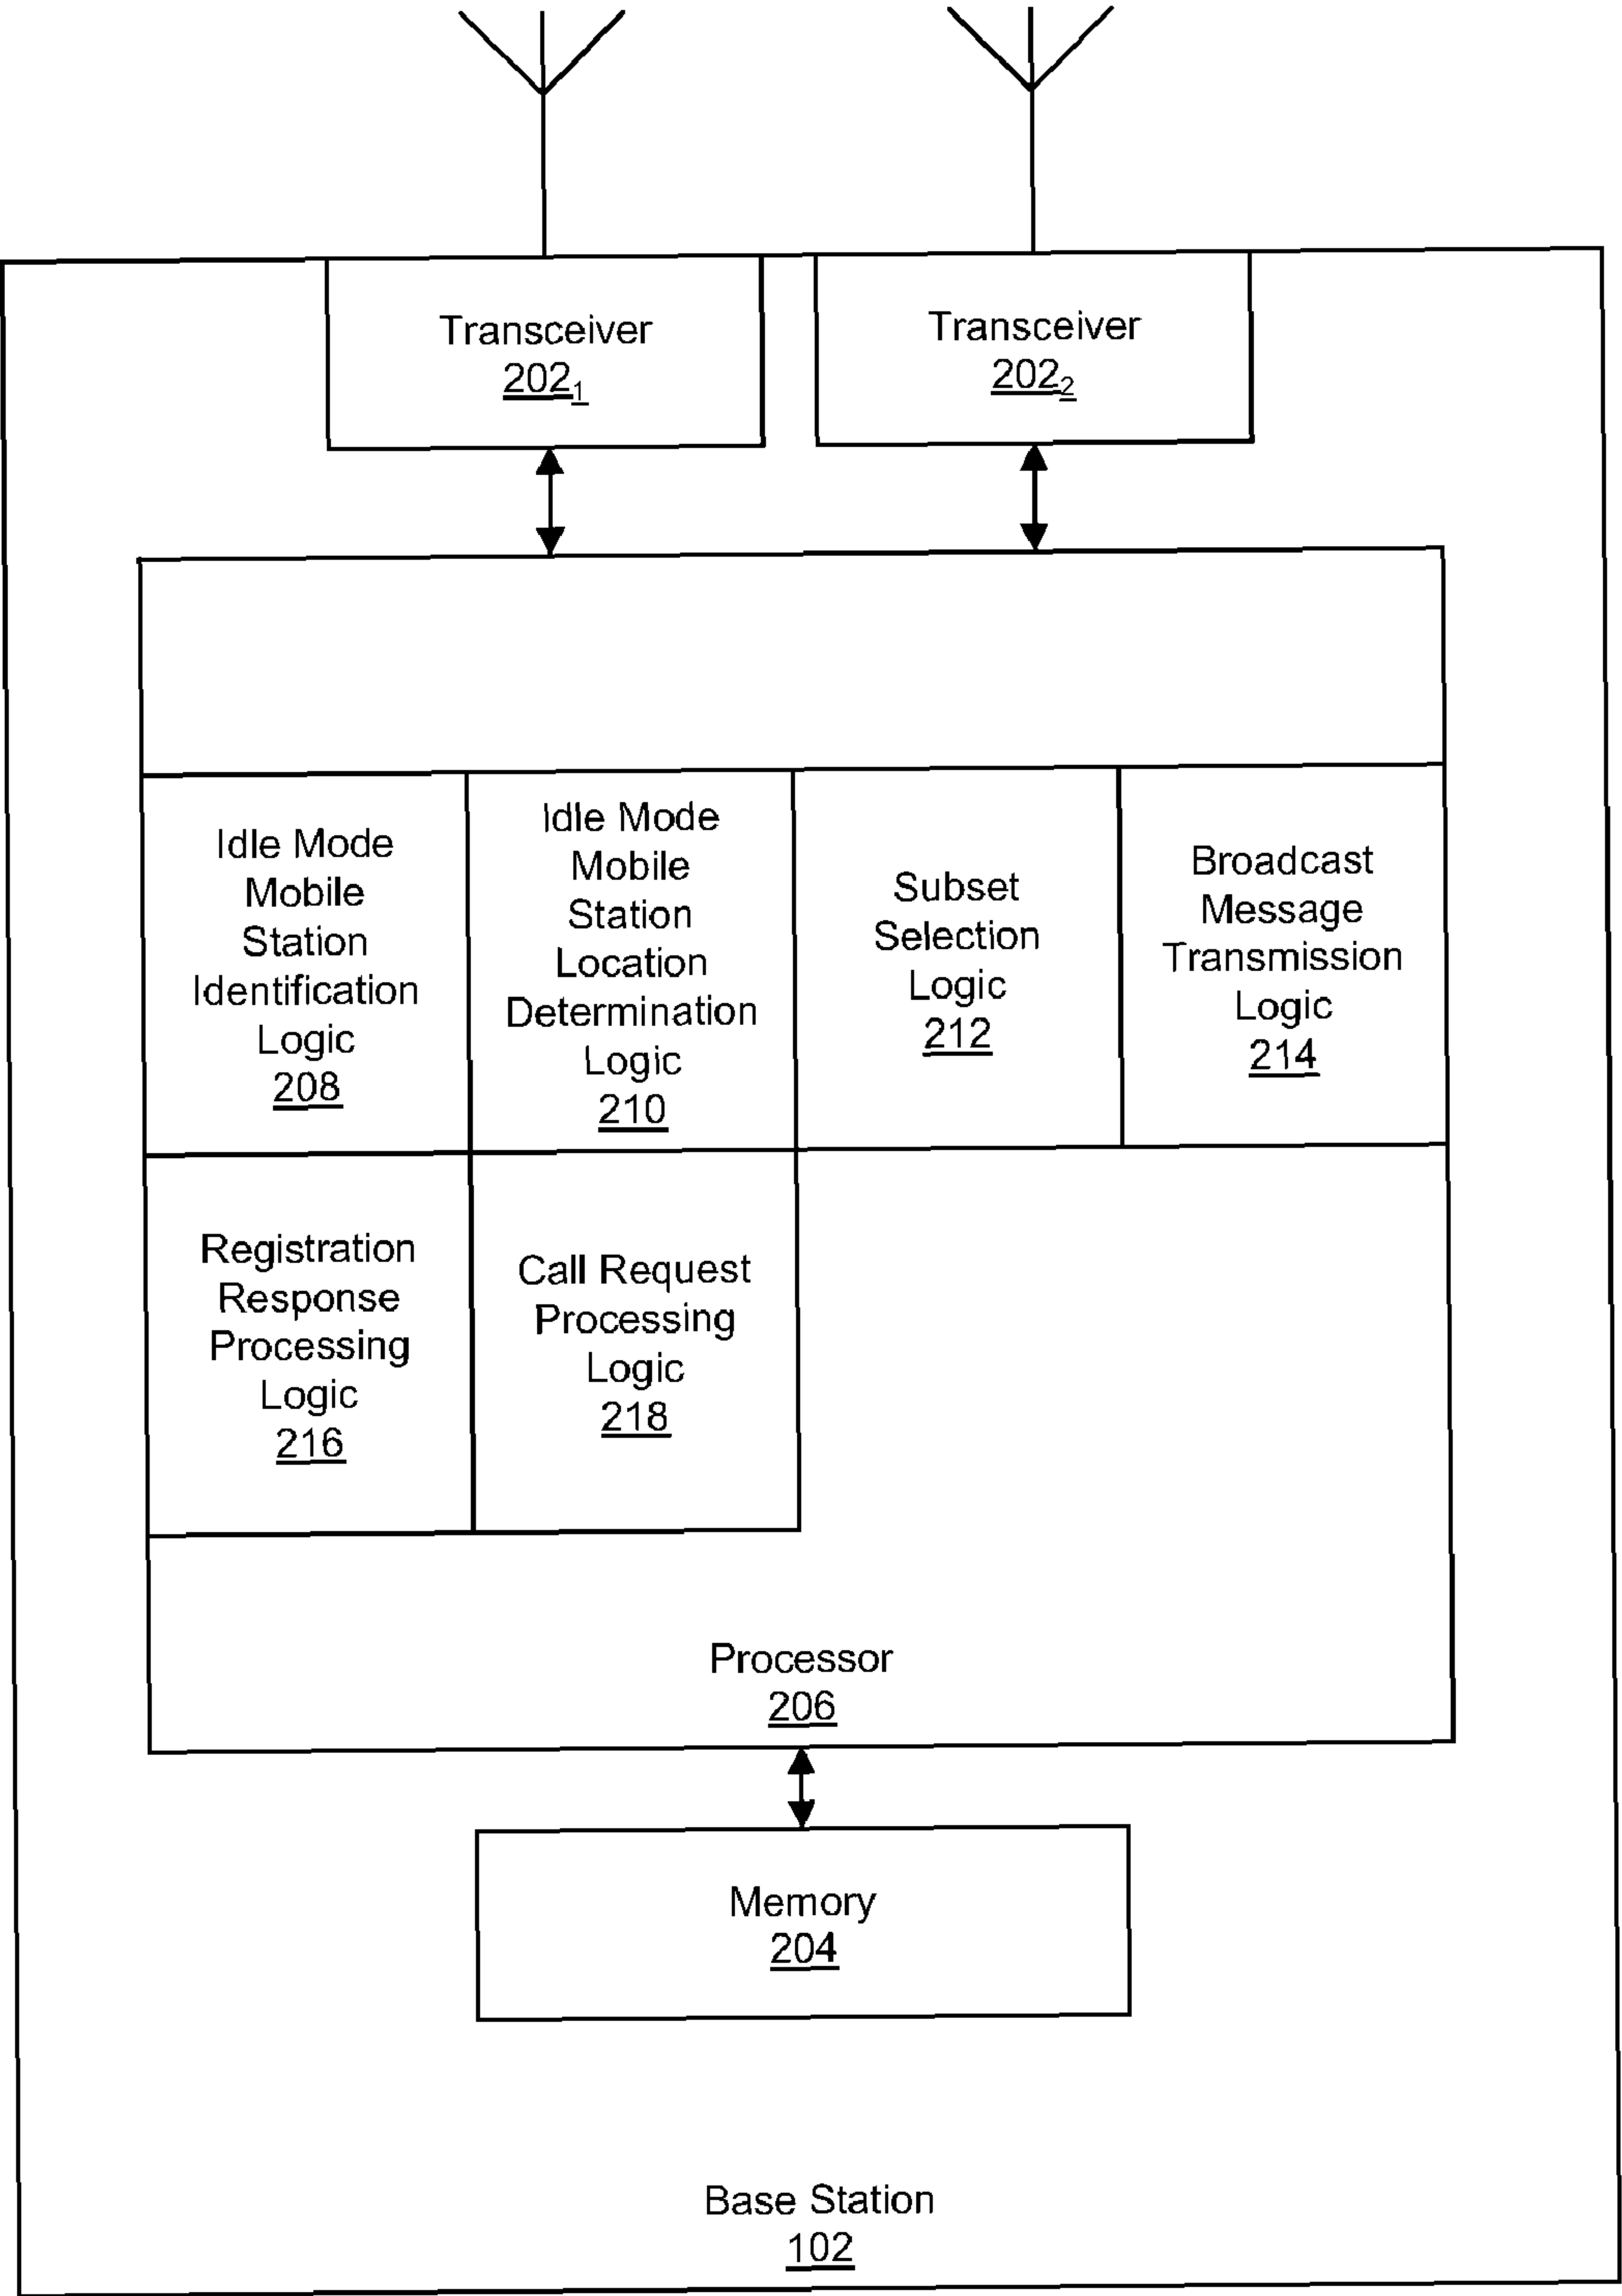 Transceiver
202₁
Transceiver
202₂
Idle Mode
Mobile
Station
Identification
Logic
208
Idle Mode
Mobile
Station
Location
Determination
Logic
210
Subset
Selection
Logic
212
Broadcast
Message
Transmission
Logic
214
Registration
Response
Processing
Logic
216
Call Request
Processing
Logic
218
Processor
206
Memory
204
Base Station
102